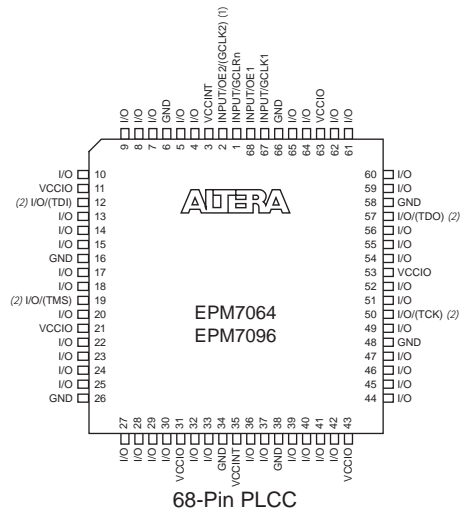 I/O I/O I/O GND I/O I/O VCCINT INPUT/OE2/(GCLK2) (1) INPUT/GCLRn INPUT/OE1 INPUT/GCLK1 GND I/O I/O VCCIO I/O I/O
9 8 7 6 5 4 3 2 1 68 67 66 65 64 63 62 61
I/O 10
VCCIO 11
(2) I/O/(TDI) 12
I/O 13
I/O 14
I/O 15
GND 16
I/O 17
I/O 18
(2) I/O/(TMS) 19
I/O 20
VCCIO 21
I/O 22
I/O 23
I/O 24
I/O 25
GND 26
ALTERA
EPM7064
EPM7096
60 I/O
59 I/O
58 GND
57 I/O/(TDO) (2)
56 I/O
55 I/O
54 I/O
53 VCCIO
52 I/O
51 I/O
50 I/O/(TCK) (2)
49 I/O
48 GND
47 I/O
46 I/O
45 I/O
44 I/O
27 28 29 30 31 32 33 34 35 36 37 38 39 40 41 42 43
I/O I/O I/O I/O VCCIO I/O I/O GND VCCINT I/O I/O GND I/O I/O I/O I/O VCCIO
68-Pin PLCC